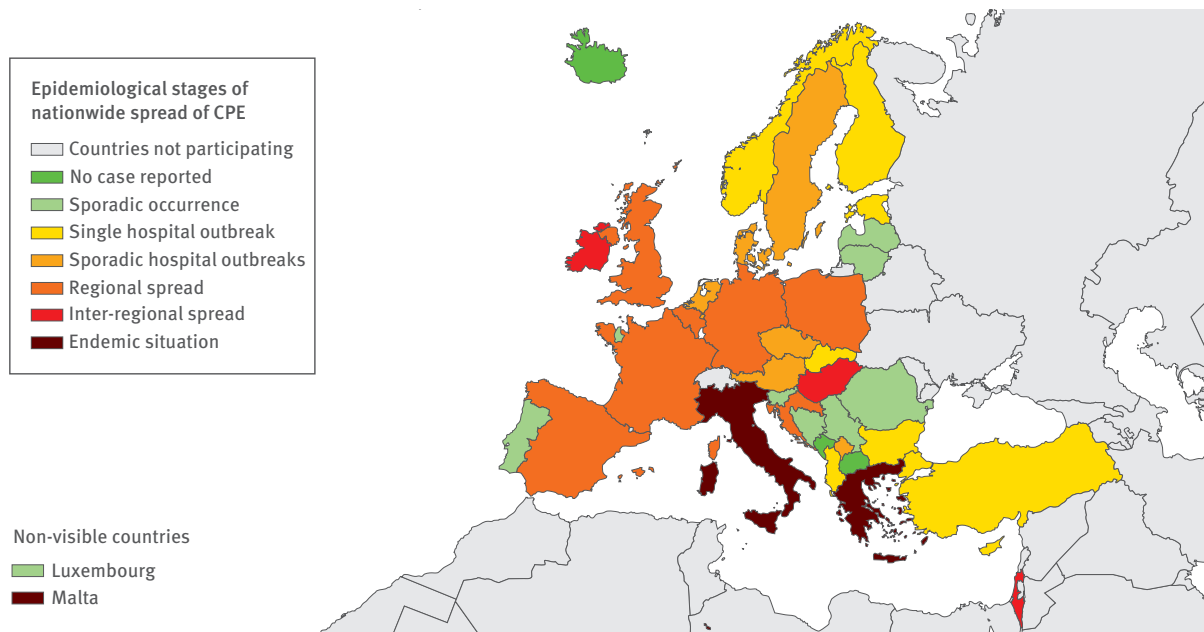 Epidemiological stages of
nationwide spread of CPE
Countries not participating
No case reported
Sporadic occurrence
Single hospital outbreak
Sporadic hospital outbreaks
Regional spread
Inter-regional spread
Endemic situation
Non-visible countries
Luxembourg
Malta